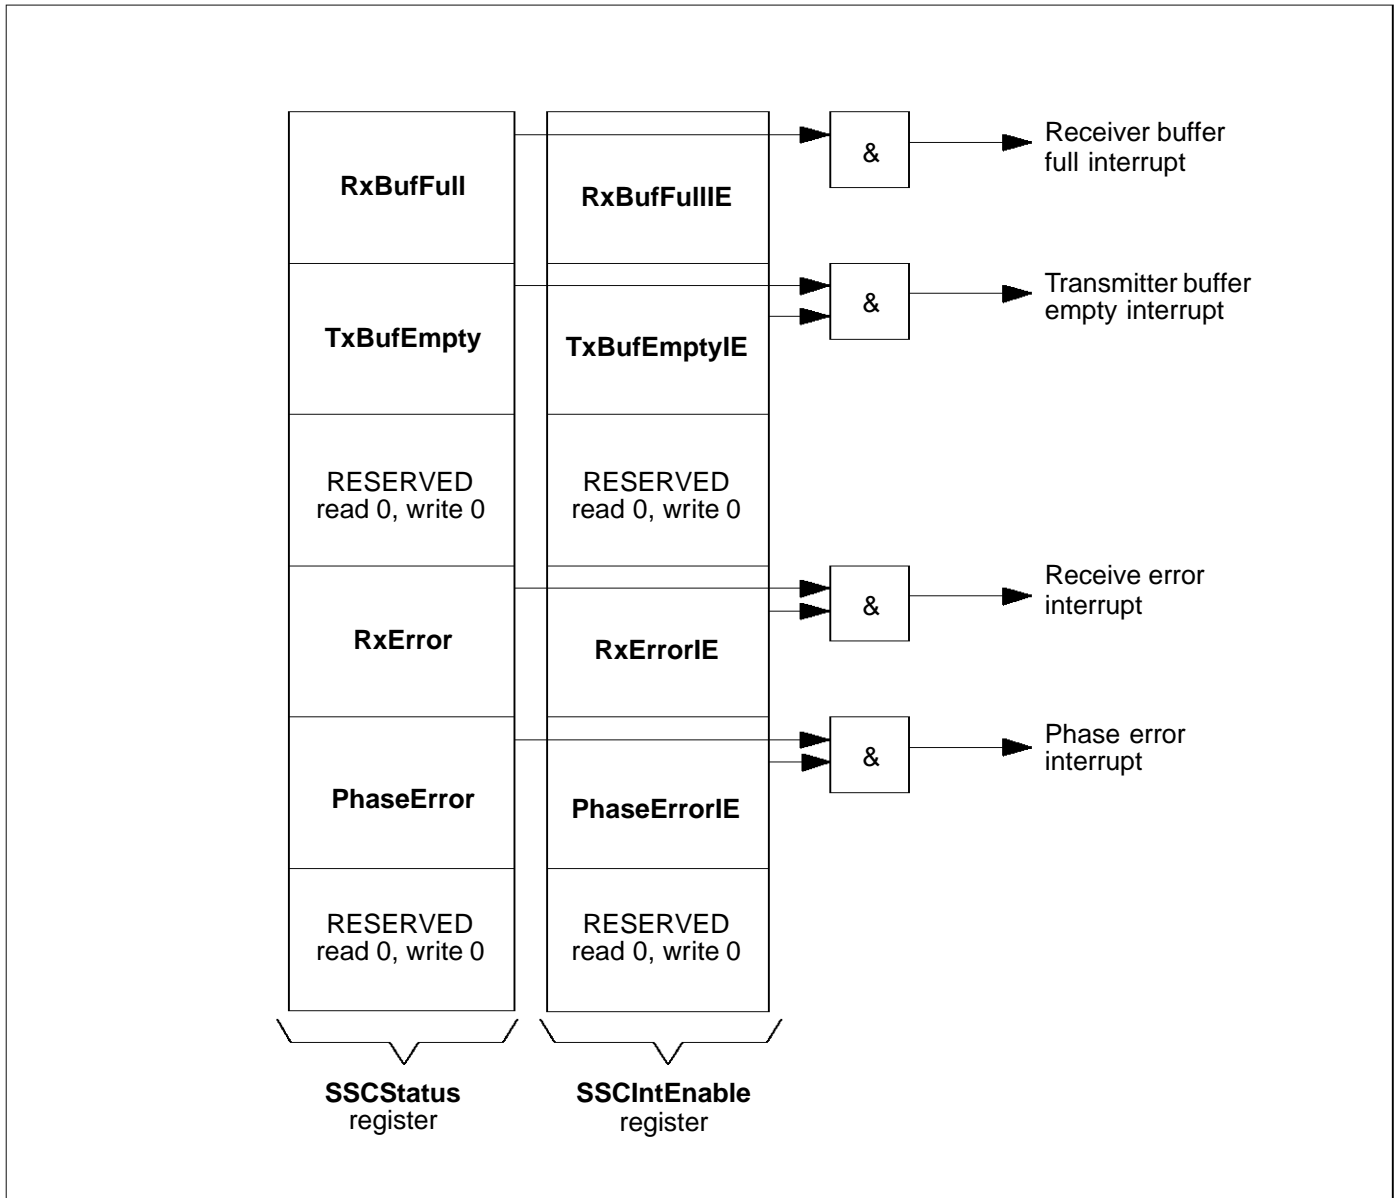 RxBufFull
RxBufFullIE
&
Receiver buffer
full interrupt
TxBufEmpty
TxBufEmptyIE
&
Transmitter buffer
empty interrupt
RESERVED
read 0, write 0
RESERVED
read 0, write 0
RxError
RxErrorIE
&
Receive error
interrupt
PhaseError
PhaseErrorIE
&
Phase error
interrupt
RESERVED
read 0, write 0
RESERVED
read 0, write 0
SSCStatus
register
SSCIntEnable
register